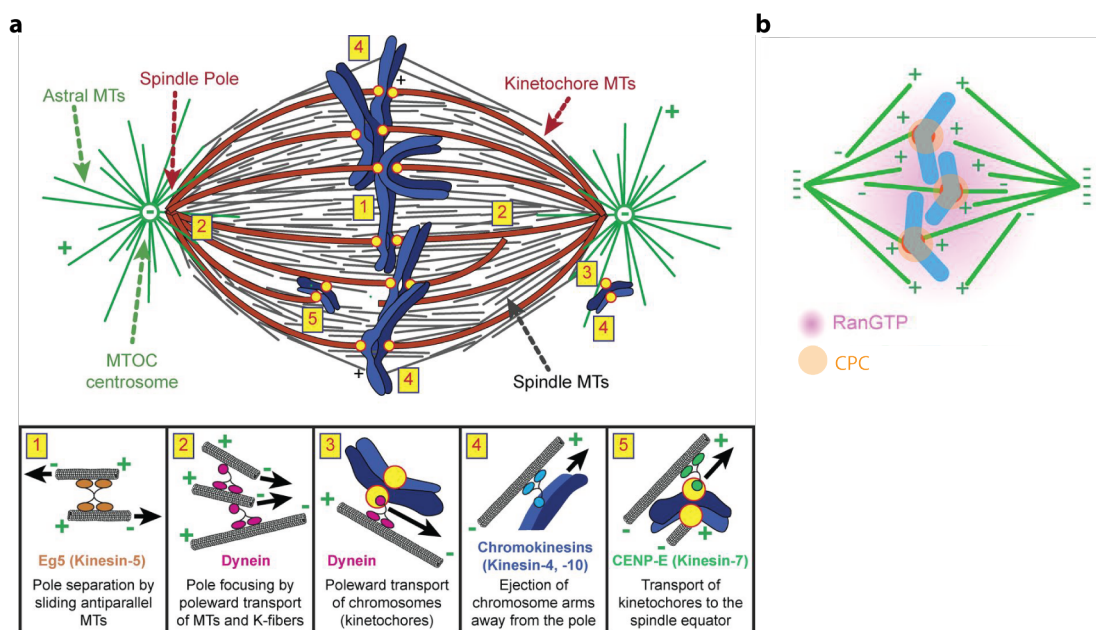 a
b
4
Spindle Pole
+
Kinetochore MTs
+
Astral MTs
-
1
2
2
-
+
3
5
4
MTOC
centrosome
+
4
Spindle MTs
+ +
+ +
- +
- -
+ +
- +
+ + -
+ +
RanGTP
CPC
1
+
-
+
-
Eg5 (Kinesin-5)
Pole separation by
sliding antiparallel
MTs
2
+
-
+
-
+
-
Dynein
Pole focusing by
poleward transport
of MTs and K-fibers
3
+
-
Dynein
Poleward transport
of chromosomes
(kinetochores)
4
+
-
Chromokinesins
(Kinesin-4, -10)
Ejection of
chromosome arms
away from the pole
5
+
-
CENP-E (Kinesin-7)
Transport of
kinetochores to the
spindle equator